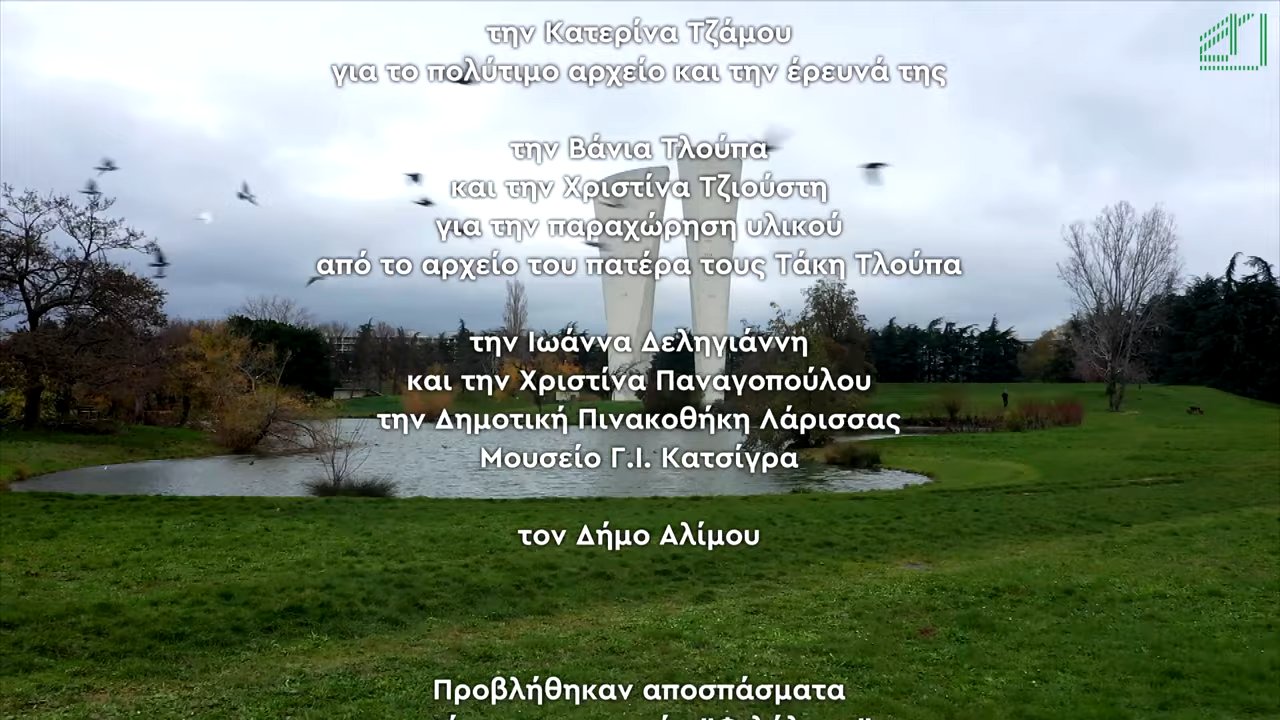 την Κατερίνα Τζάμου
για το πολύτιμο αρχείο και την έρευνά της
την Βάνια Τλούπα
και την Χριστίνα Τζιούστη
για την παραχώρηση υλικού
από το αρχείο του πατέρα τους Τάκη Τλούπα
την Ιωάννα Δεληγιάννη
και την Χριστίνα Παναγοπούλου
την Δημοτική Πινακοθήκη Λάρισσας
Μουσείο Γ.Ι. Κατσίγρα
τον Δήμο Αλίμου
Προβλήθηκαν αποσπάσματα